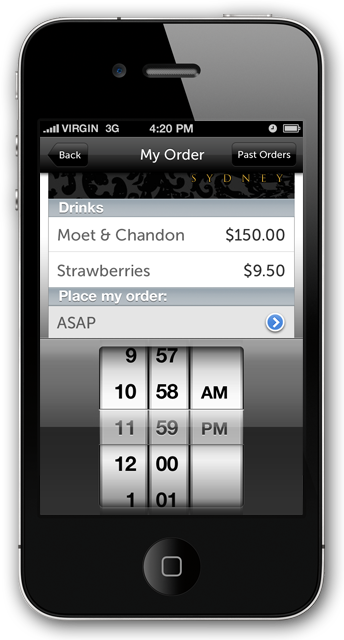 VIRGIN 3G 4:20 PM
Back My Order Past Orders
SYDNEY
Drinks
Moet & Chandon $150.00
Strawberries $9.50
Place my order:
ASAP
9 57
10 58 AM
11 59 PM
12 00
1 01